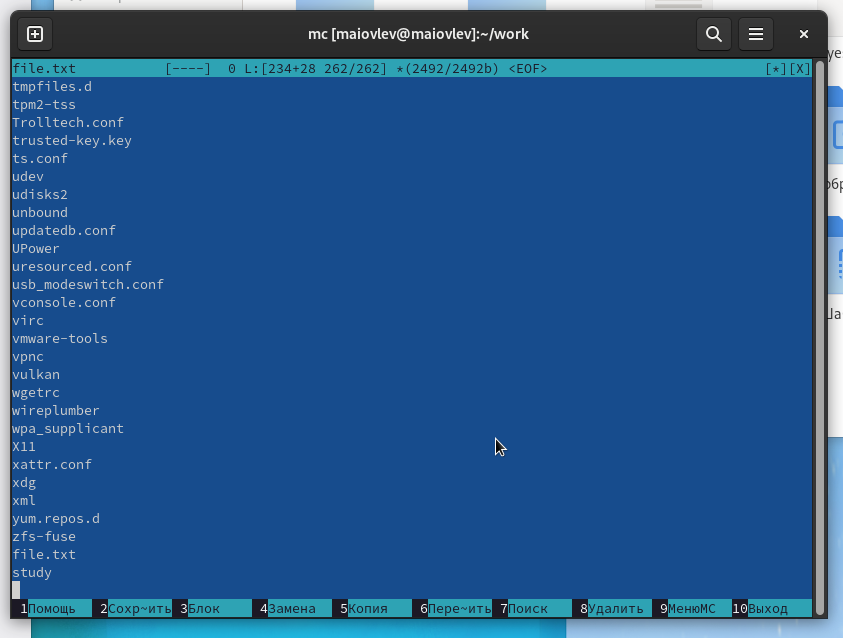 mc [maiovlev@maiovlev]:~/work
file.txt [----] 0 L:[234+28 262/262] *(2492/2492b) <EOF> [*][X]
tmpfiles.d
tpm2-tss
Trolltech.conf
trusted-key.key
ts.conf
udev
udisks2
unbound
updatedb.conf
UPower
uresourced.conf
usb_modeswitch.conf
vconsole.conf
virc
vmware-tools
vpnc
vulkan
wgetrc
wireplumber
wpa_supplicant
X11
xattr.conf
xdg
xml
yum.repos.d
zfs-fuse
file.txt
study
1Помощь 2Сохр~ить 3Блок 4Замена 5Копия 6Пере~ить 7Поиск 8Удалить 9МенюMC 10Выход